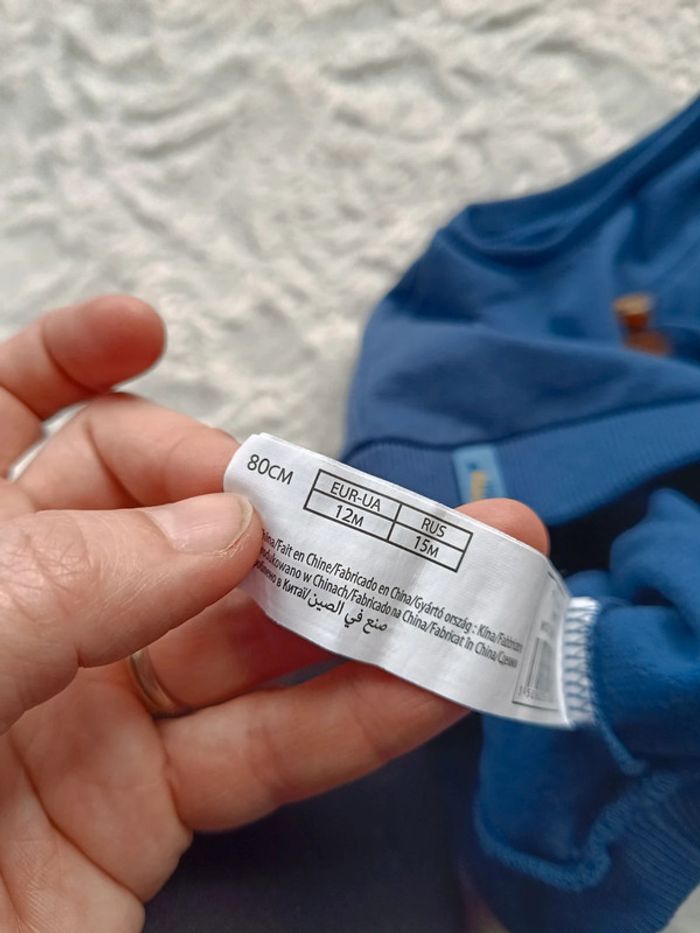 80CM
EUR-UA RUS
12M 15M
/Fait en Chine/Fabricado en China/Gyártó ország : Kína/
w Chinach/Fabricado na China/Fabricat în China/
в Китаї/صنع في الصين